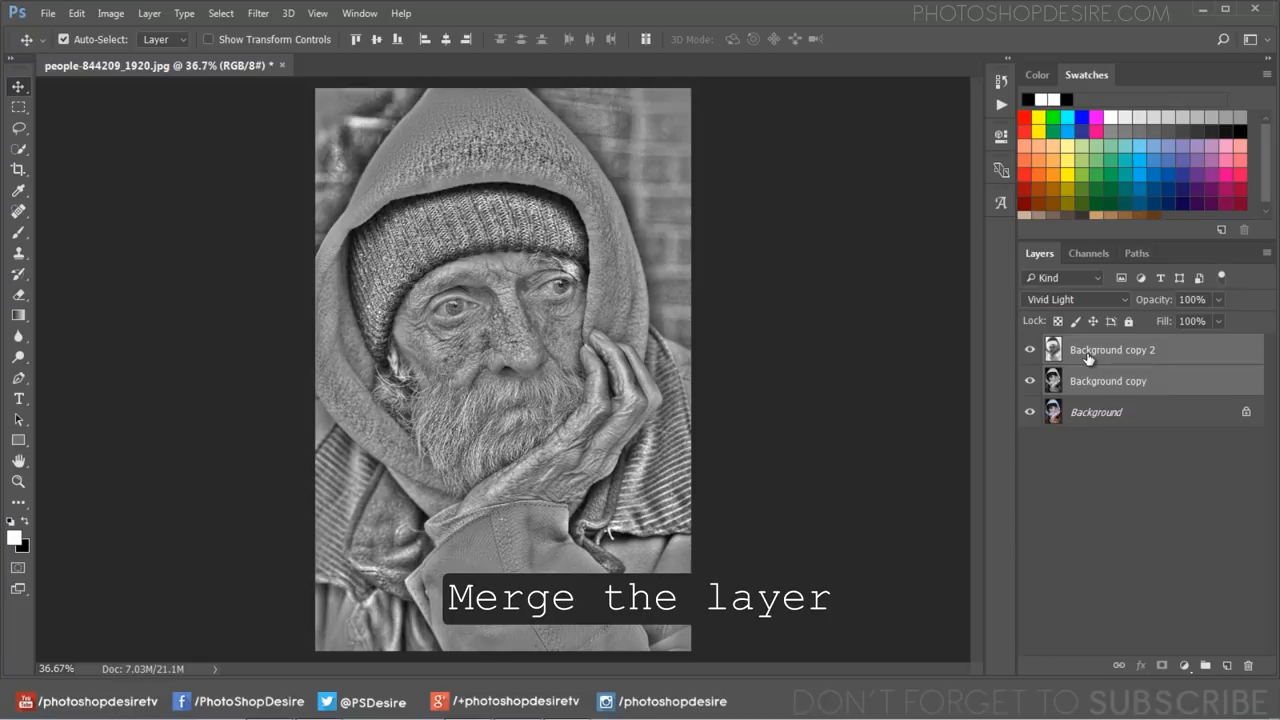 PHOTOSHOPDESIRE.COM
Ps File Edit Image Layer Type Select Filter 3D View Window Help
Auto-Select: Layer Show Transform Controls 3D Mode:
people-844209_1920.jpg @ 36.7% (RGB/8#) * ×
Color Swatches
Layers Channels Paths
Kind
Vivid Light Opacity: 100%
Lock: Fill: 100%
Background copy 2
Background copy
Background
Merge the layer
36.67% Doc: 7.03M/21.1M
You Tube /photoshopdesiretv /PhotoShopDesire @PSDesire /+photoshopdesiretv /photoshopdesire
DON'T FORGET TO SUBSCRIBE